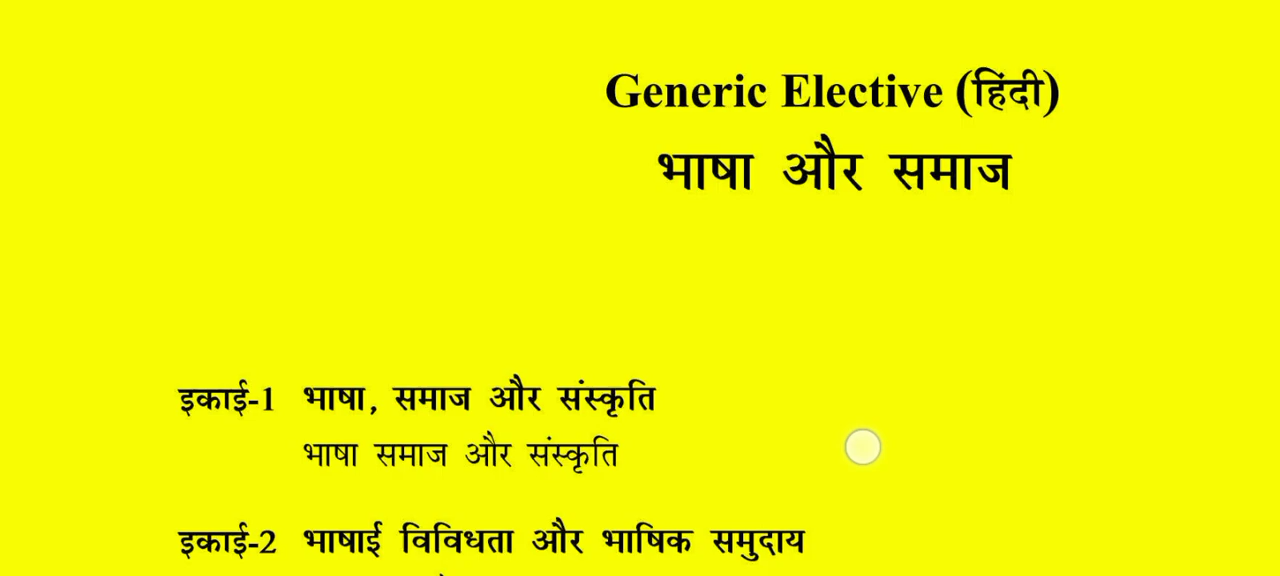 Generic Elective (हिंदी)
भाषा और समाज
इकाई-1 भाषा, समाज और संस्कृति
भाषा समाज और संस्कृति
इकाई-2 भाषाई विविधता और भाषिक समुदाय